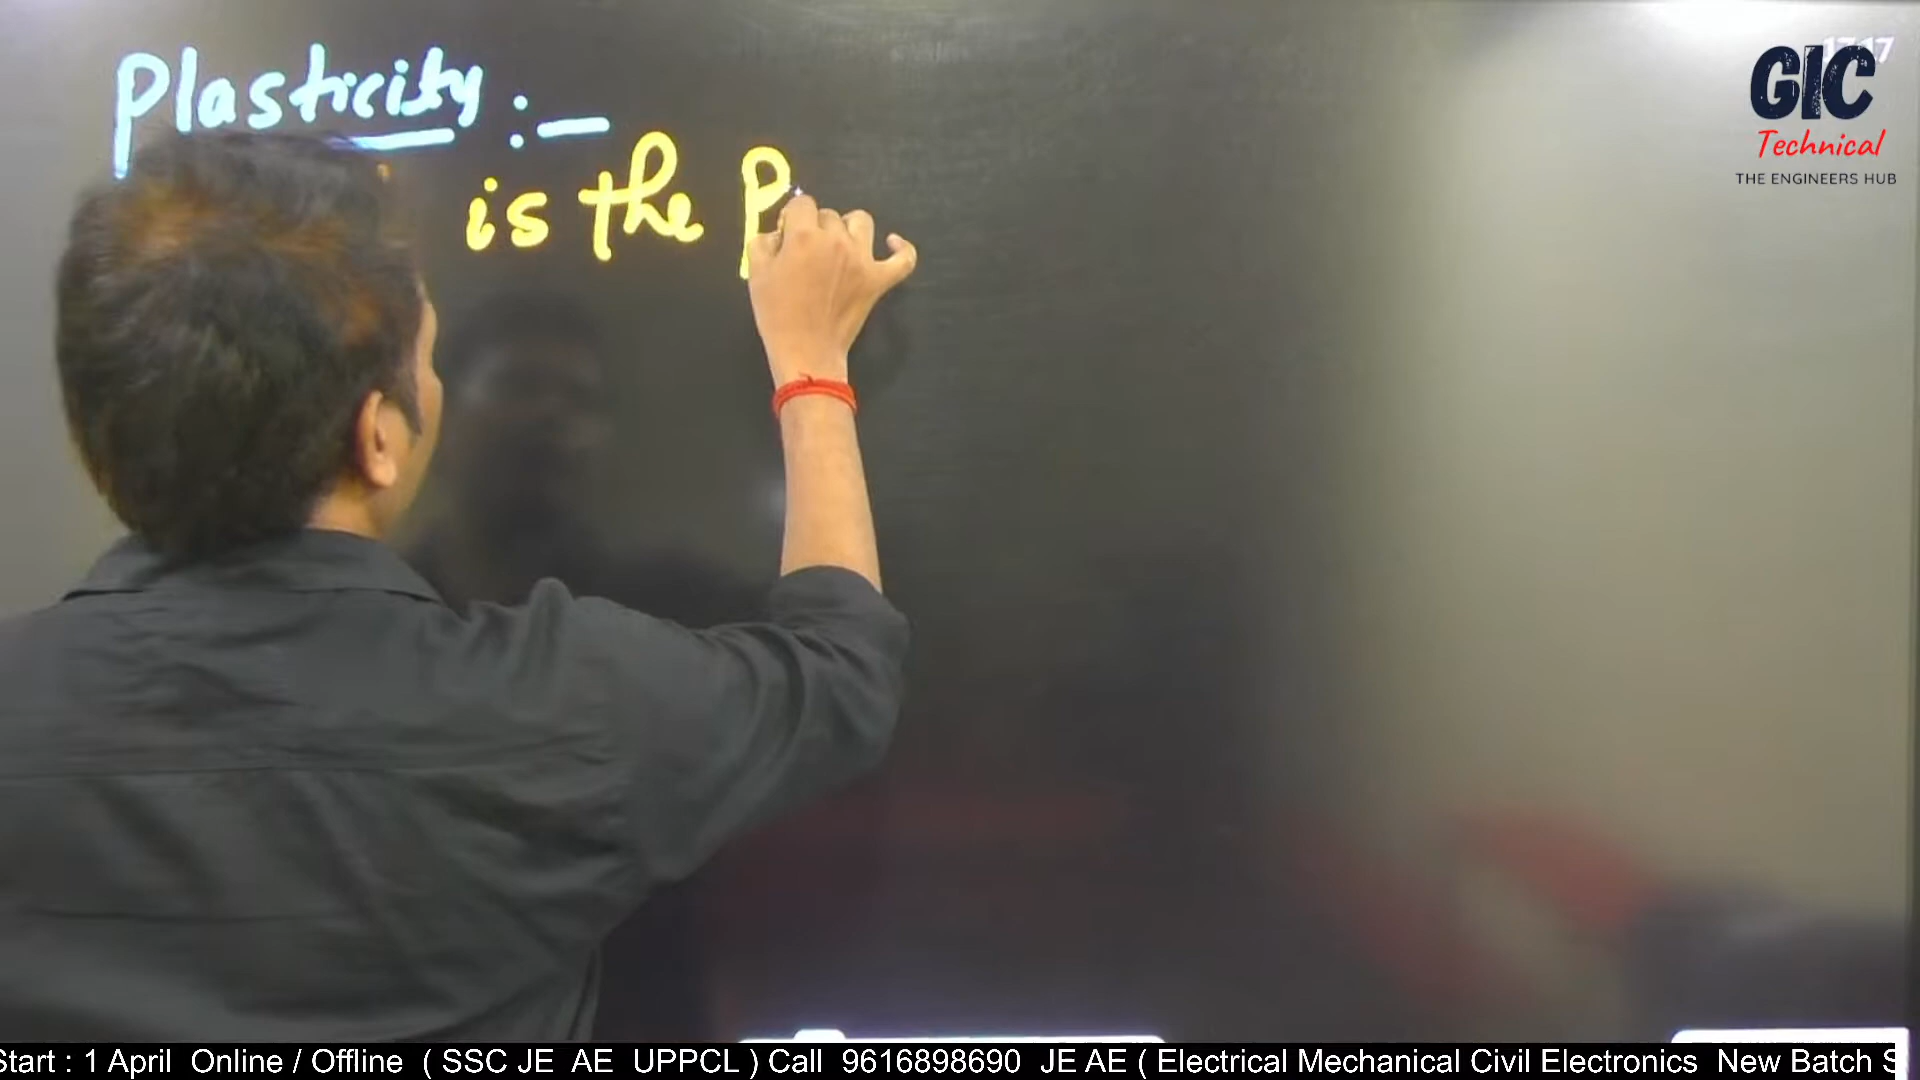 Plasticity :-
is the P
GIC
Technical
THE ENGINEERS HUB
Start : 1 April Online / Offline ( SSC JE AE UPPCL ) Call 9616898690 JE AE ( Electrical Mechanical Civil Electronics New Batch S